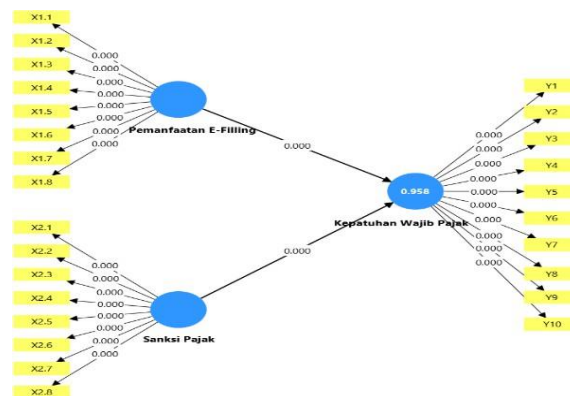 X1.1
X1.2
X1.3
X1.4
X1.5
X1.6
X1.7
X1.8
0.000
0.000
0.000
0.000
0.000
0.000
0.000
0.000
Pemanfaatan E-Filling
0.000
X2.1
X2.2
X2.3
X2.4
X2.5
X2.6
X2.7
X2.8
0.000
0.000
0.000
0.000
0.000
0.000
0.000
0.000
Sanksi Pajak
0.000
0.958
Kepatuhan Wajib Pajak
0.000
0.000
0.000
0.000
0.000
0.000
0.000
0.000
0.000
0.000
Y1
Y2
Y3
Y4
Y5
Y6
Y7
Y8
Y9
Y10